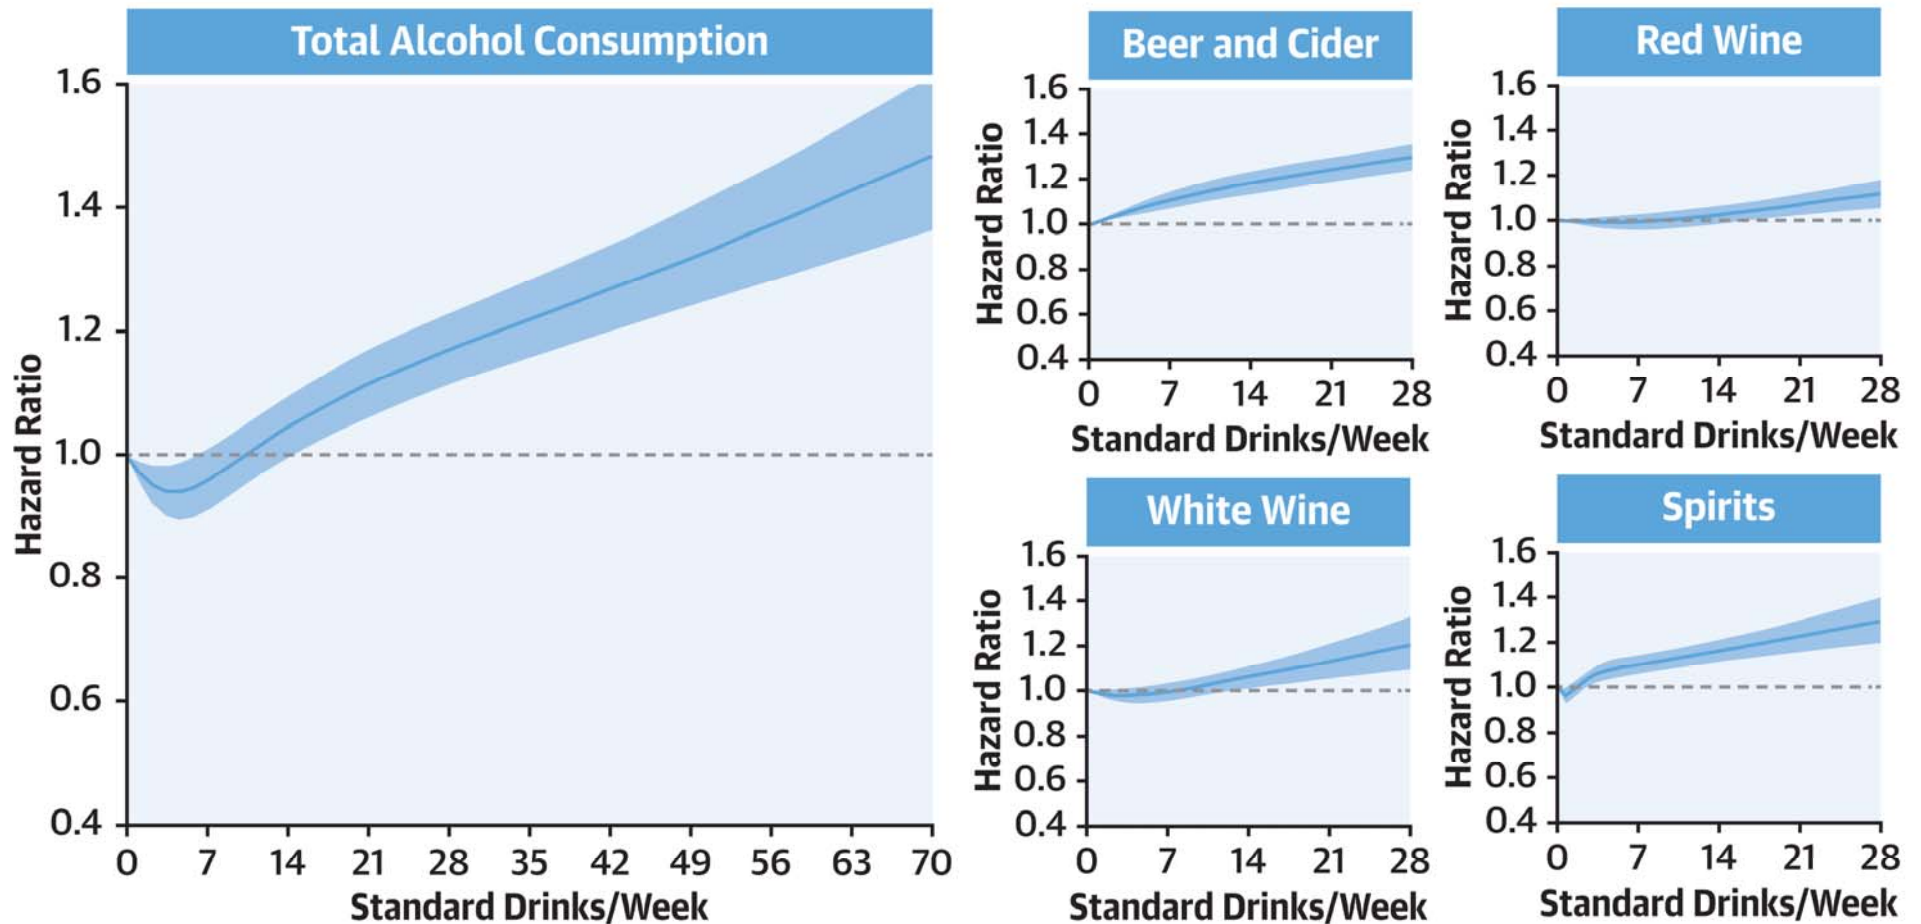 Total Alcohol Consumption
Hazard Ratio
1.6
1.4
1.2
1.0
0.8
0.6
0.4
0 7 14 21 28 35 42 49 56 63 70
Standard Drinks/Week
Beer and Cider
Hazard Ratio
1.6
1.4
1.2
1.0
0.8
0.6
0.4
0 7 14 21 28
Standard Drinks/Week
Red Wine
Hazard Ratio
1.6
1.4
1.2
1.0
0.8
0.6
0.4
0 7 14 21 28
Standard Drinks/Week
White Wine
Hazard Ratio
1.6
1.4
1.2
1.0
0.8
0.6
0.4
0 7 14 21 28
Standard Drinks/Week
Spirits
Hazard Ratio
1.6
1.4
1.2
1.0
0.8
0.6
0.4
0 7 14 21 28
Standard Drinks/Week